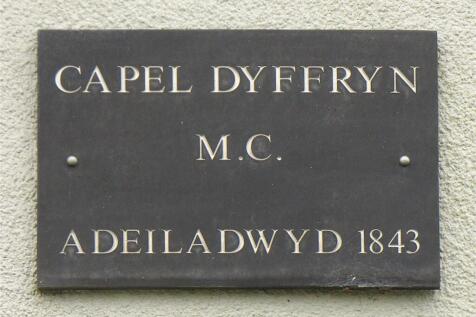 CAPEL DYFFRYN
M.C.
ADEILADWYD 1843